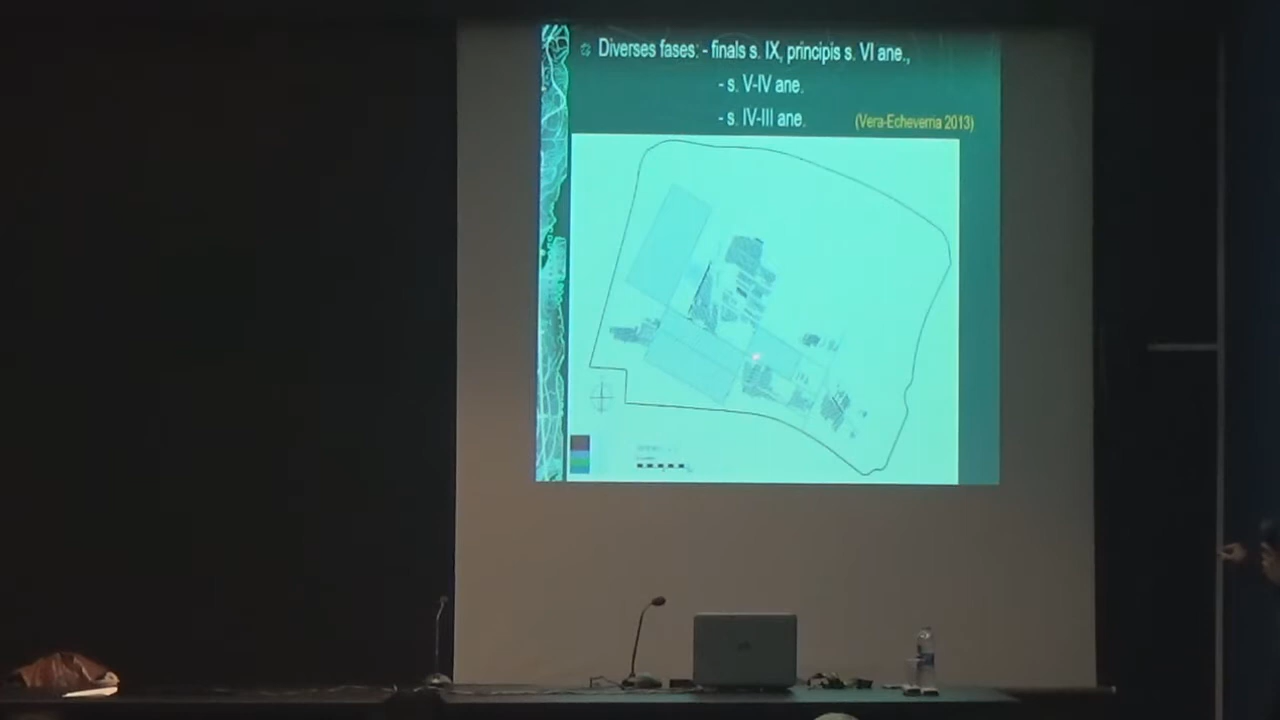 Diverses fases: - finals s. IX, principis s. VI ane.,
- s. V-IV ane.
- s. IV-III ane.
(Vera-Echeverria 2013)